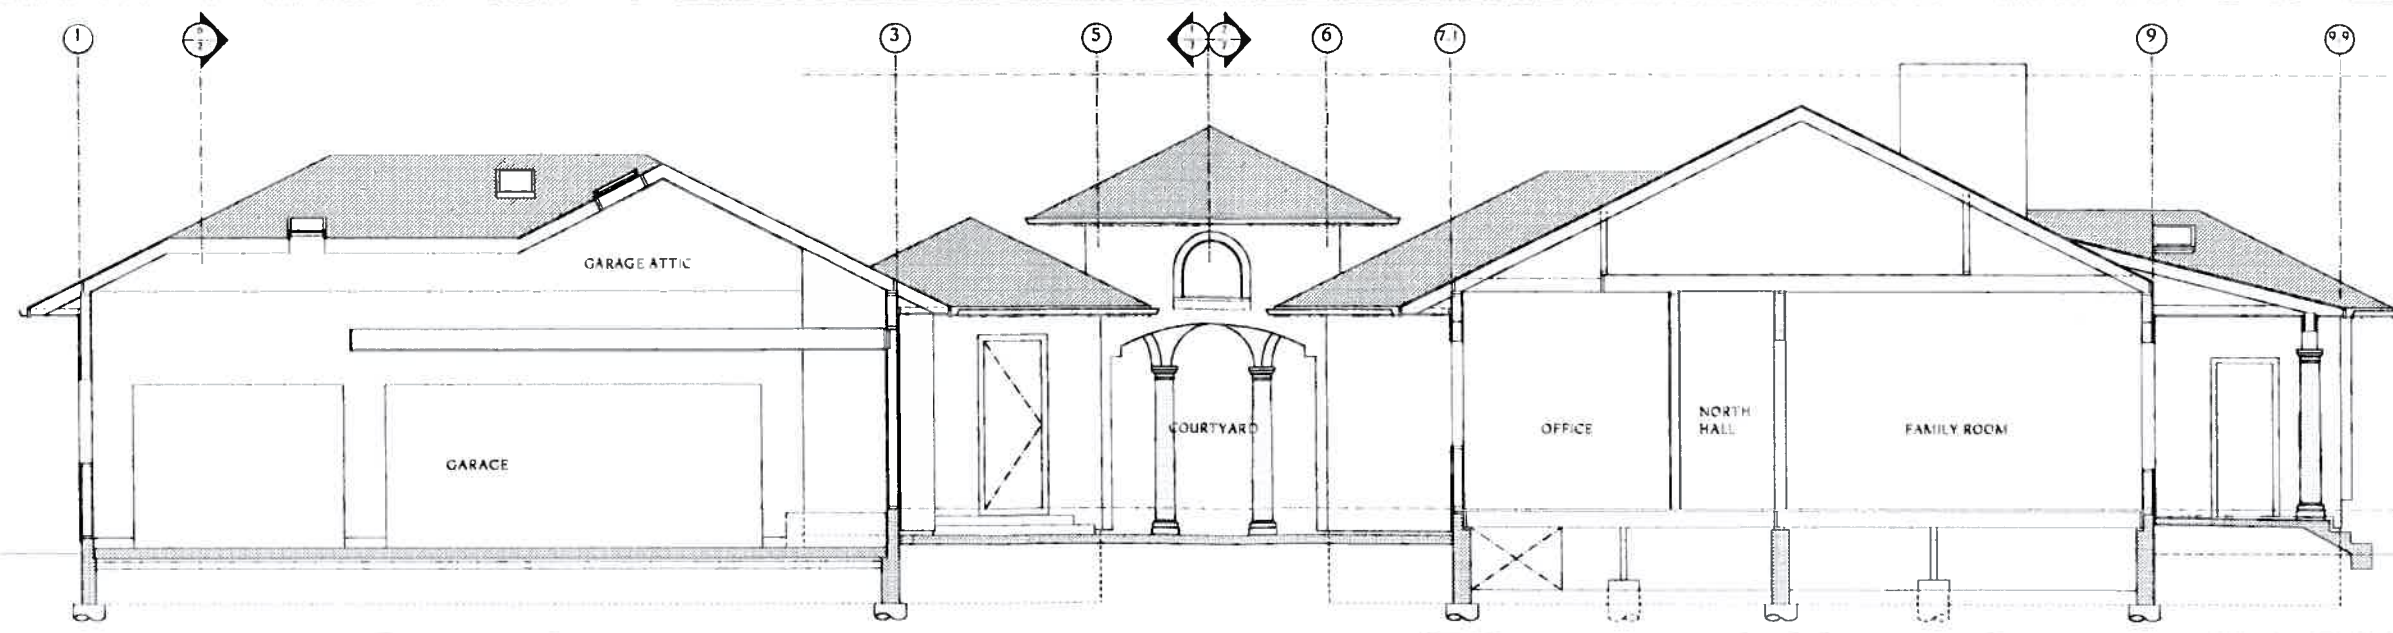 1
3
5
6
7.1
9
9.9
GARAGE ATTIC
GARAGE
COURTYARD
OFFICE
NORTH
HALL
FAMILY ROOM